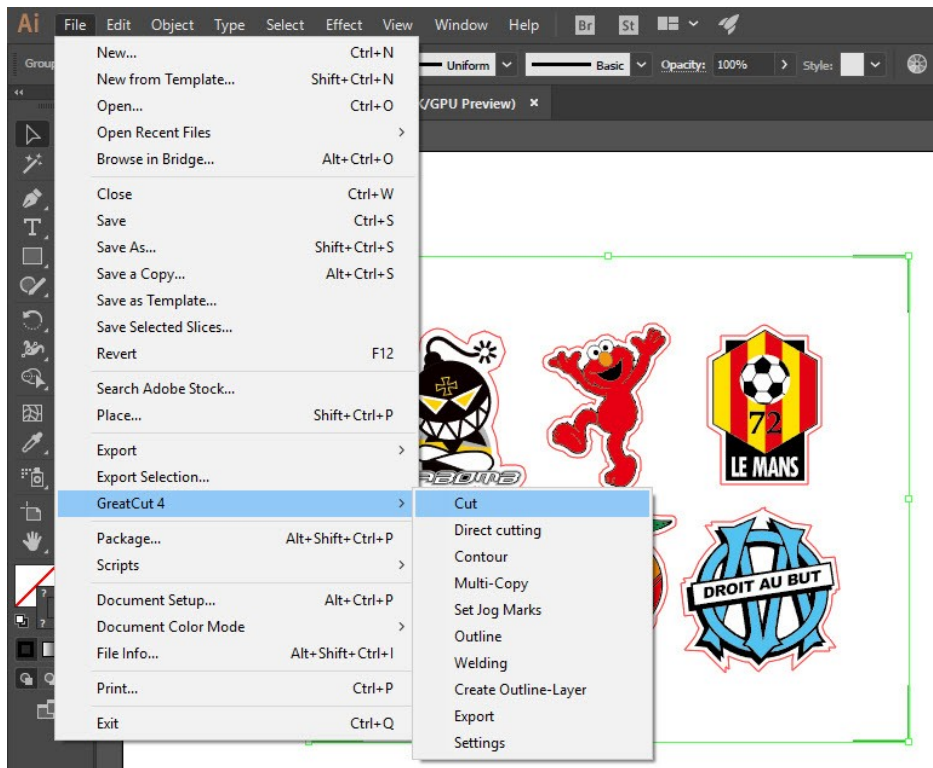 Ai File Edit Object Type Select Effect View Window Help Br St
Group Uniform Basic Opacity: 100% Style:
K/GPU Preview) ×
New... Ctrl+N
New from Template... Shift+Ctrl+N
Open... Ctrl+O
Open Recent Files
Browse in Bridge... Alt+Ctrl+O
Close Ctrl+W
Save Ctrl+S
Save As... Shift+Ctrl+S
Save a Copy... Alt+Ctrl+S
Save as Template...
Save Selected Slices...
Revert F12
Search Adobe Stock...
Place... Shift+Ctrl+P
Export
Export Selection...
GreatCut 4
Package... Alt+Shift+Ctrl+P
Scripts
Document Setup... Alt+Ctrl+P
Document Color Mode
File Info... Alt+Shift+Ctrl+I
Print... Ctrl+P
Exit Ctrl+Q
Cut
Direct cutting
Contour
Multi-Copy
Set Jog Marks
Outline
Welding
Create Outline-Layer
Export
Settings
72
LE MANS
DROIT AU BUT